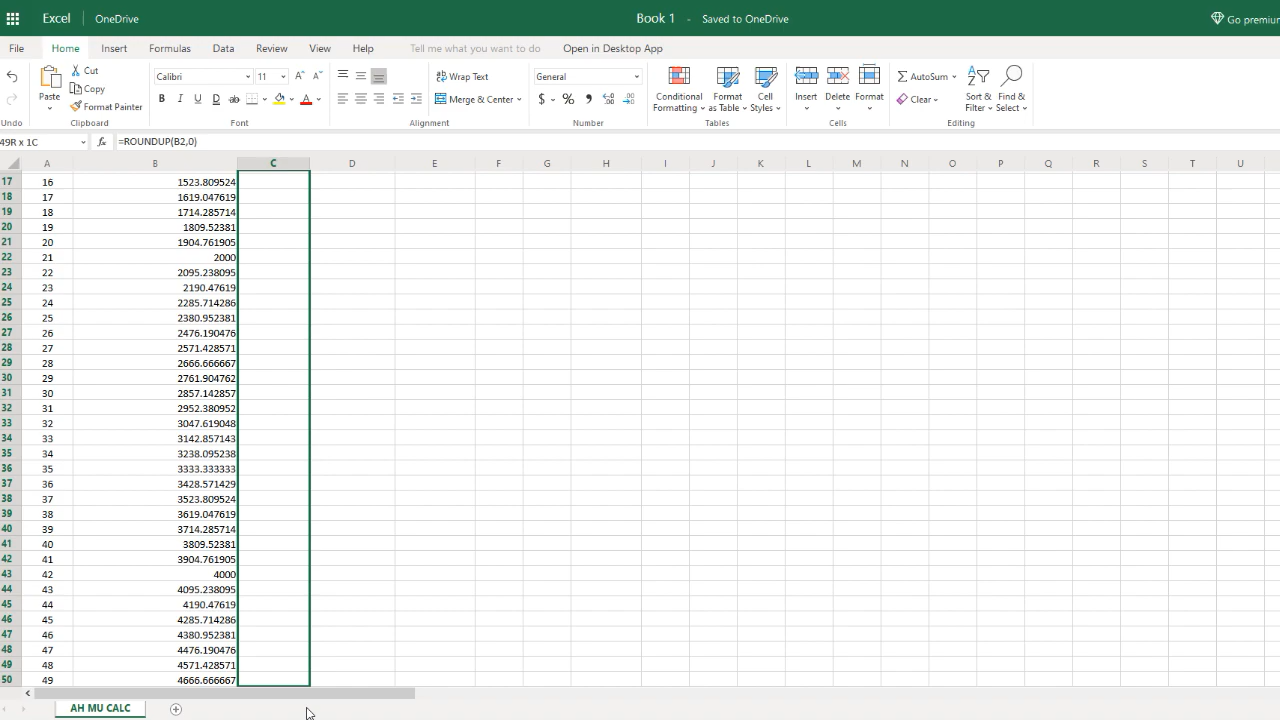 Excel OneDrive Book 1 - Saved to OneDrive Go premium
File Home Insert Formulas Data Review View Help Tell me what you want to do Open in Desktop App
Cut
Copy
Format Painter
Paste
Calibri 11
B I U D ab A
Wrap Text
Merge & Center
General
$ % 9
Conditional Formatting Format as Table Cell Styles
Insert Delete Format
AutoSum
Clear
Sort & Filter Find & Select
Undo Clipboard Font Alignment Number Tables Cells Editing
49R x 1C fx =ROUNDUP(B2,0)
A B C D E F G H I J K L M N O P Q R S T U
17 16 1523.809524
18 17 1619.047619
19 18 1714.285714
20 19 1809.52381
21 20 1904.761905
22 21 2000
23 22 2095.238095
24 23 2190.47619
25 24 2285.714286
26 25 2380.952381
27 26 2476.190476
28 27 2571.428571
29 28 2666.666667
30 29 2761.904762
31 30 2857.142857
32 31 2952.380952
33 32 3047.619048
34 33 3142.857143
35 34 3238.095238
36 35 3333.333333
37 36 3428.571429
38 37 3523.809524
39 38 3619.047619
40 39 3714.285714
41 40 3809.52381
42 41 3904.761905
43 42 4000
44 43 4095.238095
45 44 4190.47619
46 45 4285.714286
47 46 4380.952381
48 47 4476.190476
49 48 4571.428571
50 49 4666.666667
AH MU CALC